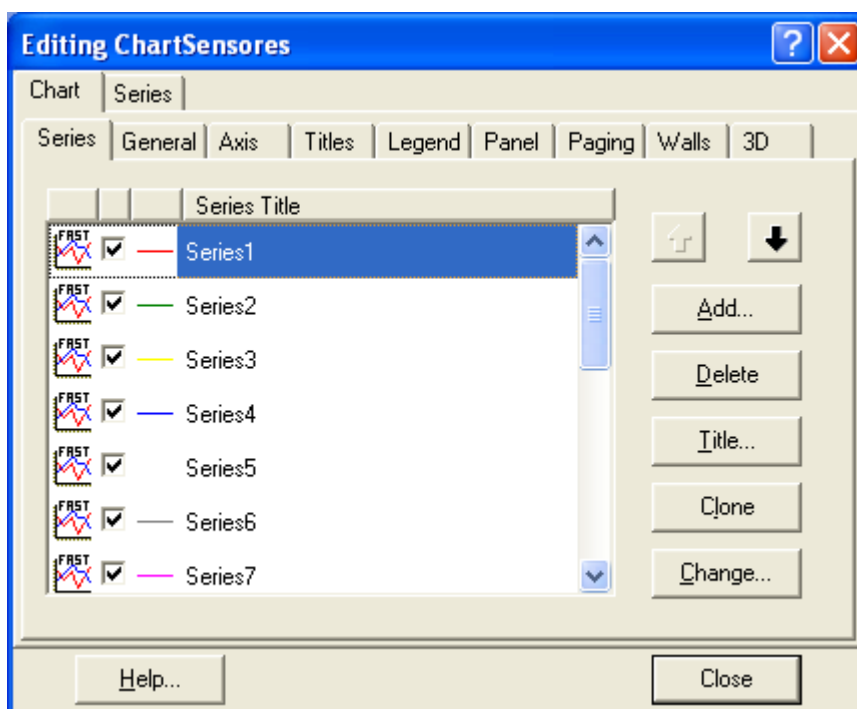 Editing ChartSensores
Chart Series
Series General Axis Titles Legend Panel Paging Walls 3D
Series Title
FAST Series1
FAST Series2
FAST Series3
FAST Series4
FAST Series5
FAST Series6
FAST Series7
Add...
Delete
Title...
Clone
Change...
Help...
Close